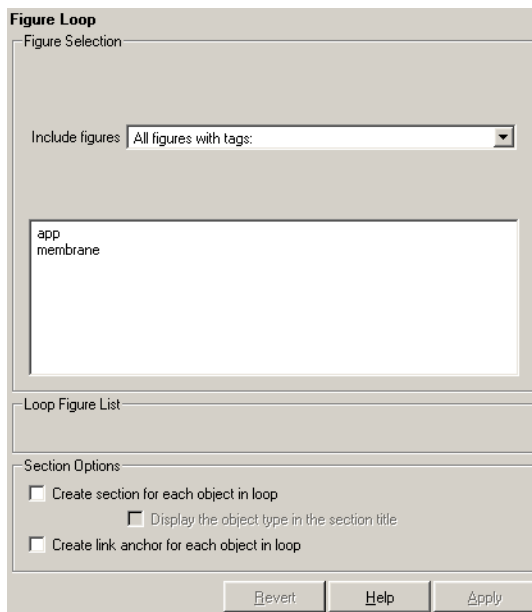 Figure Loop
Figure Selection
Include figures All figures with tags:
app
membrane
Loop Figure List
Section Options
Create section for each object in loop
Display the object type in the section title
Create link anchor for each object in loop
Revert Help Apply